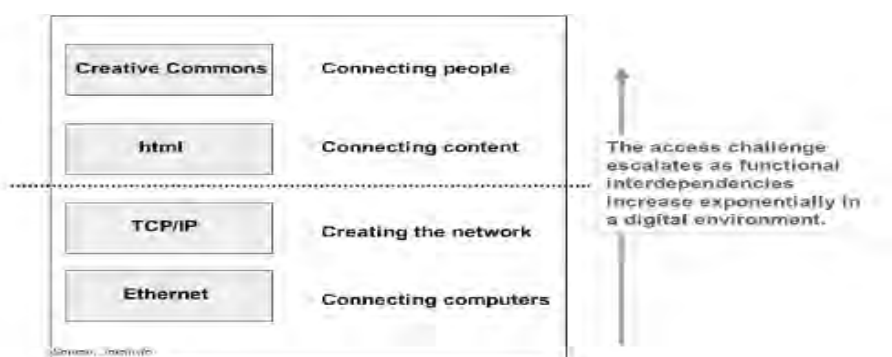 Creative Commons Connecting people
html Connecting content
The access challenge
escalates as functional
interdependencies
increase exponentially in
a digital environment.
TCP/IP Creating the network
Ethernet Connecting computers